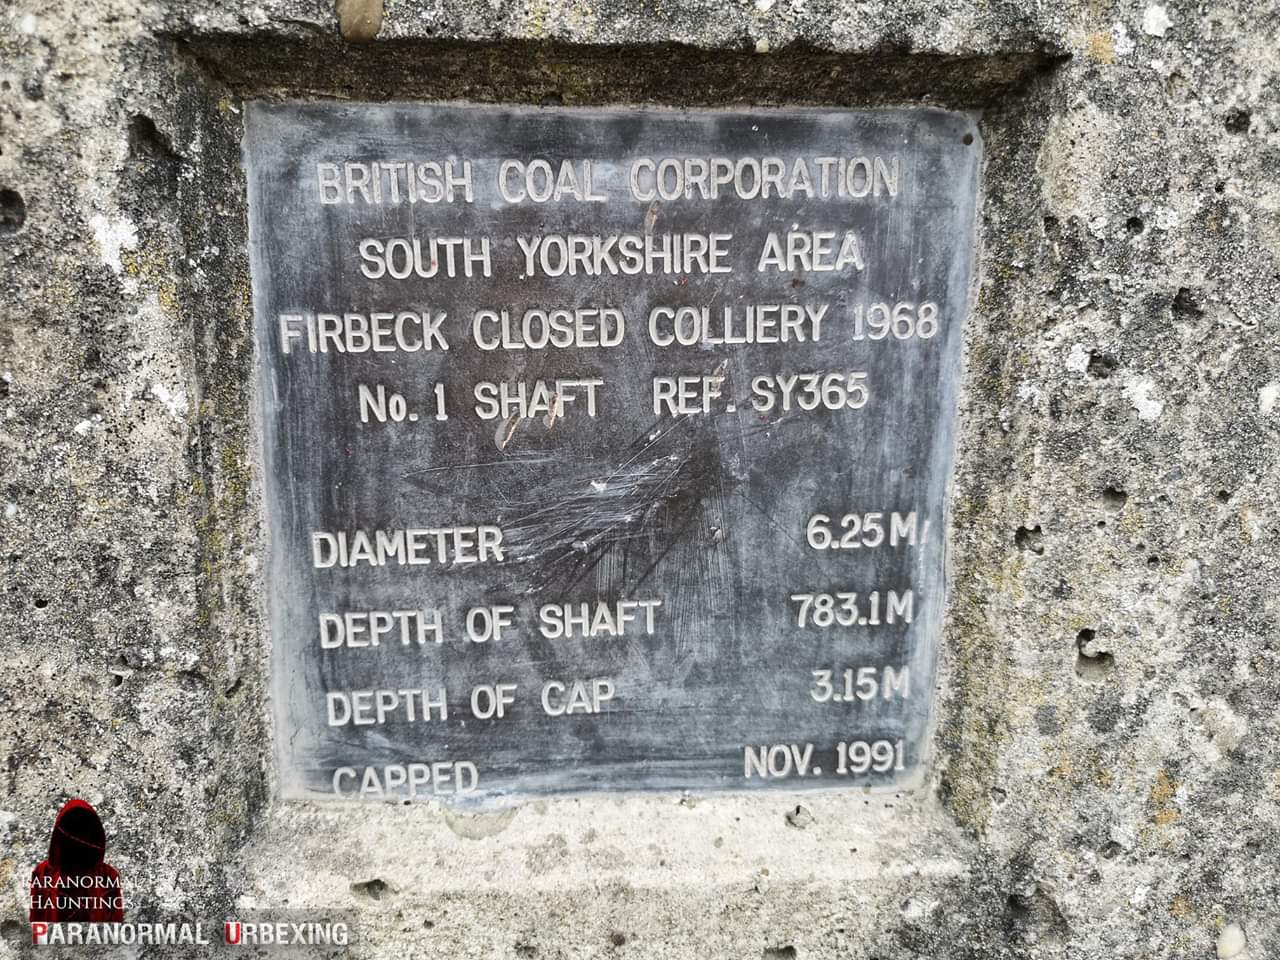 BRITISH COAL CORPORATION
SOUTH YORKSHIRE AREA
FIRBECK CLOSED COLLIERY 1968
No. 1 SHAFT REF. SY365
DIAMETER 6.25 M
DEPTH OF SHAFT 783.1 M
DEPTH OF CAP 3.15 M
CAPPED NOV. 1991
PARANORMAL
HAUNTINGS
PARANORMAL URBEXING